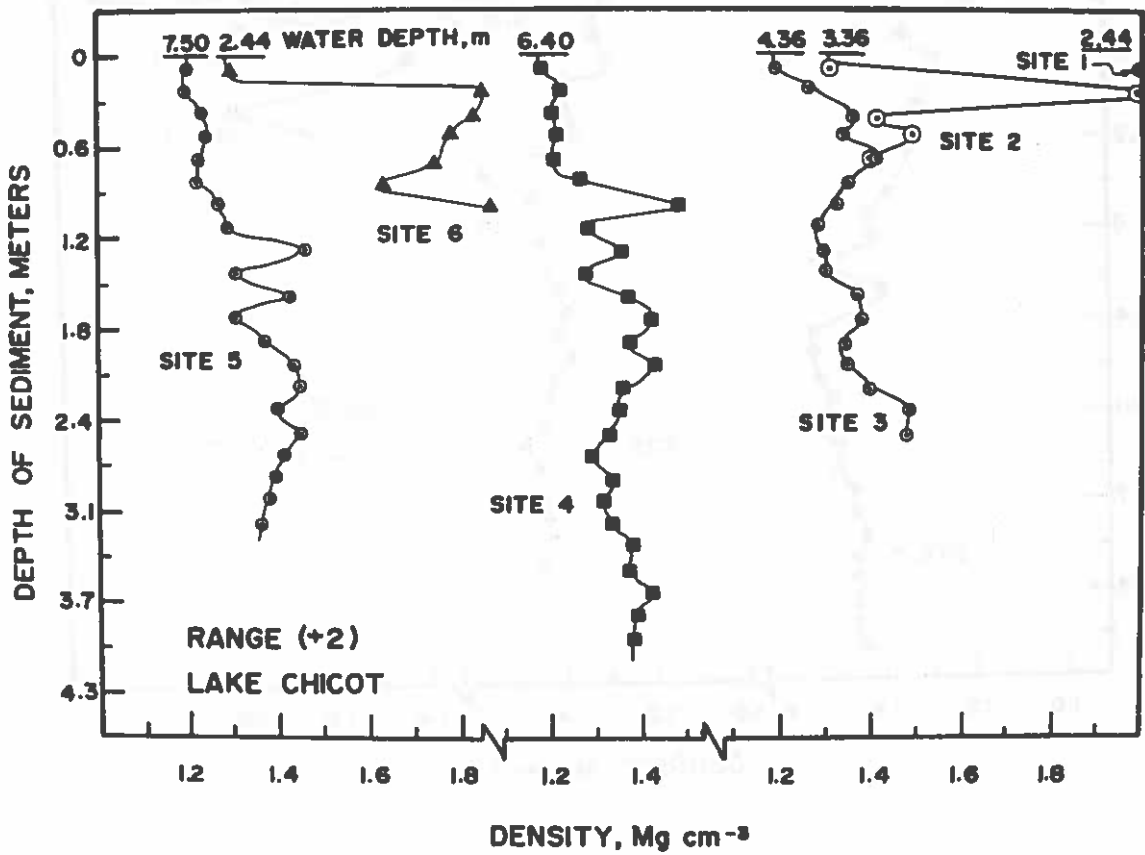 7.50 2.44 WATER DEPTH, m 6.40 4.36 3.36 2.44
SITE 1
SITE 2
SITE 6
SITE 5
SITE 3
SITE 4
0
0.6
1.2
1.8
2.4
3.1
3.7
4.3
DEPTH OF SEDIMENT, METERS
RANGE (+2)
LAKE CHICOT
1.2 1.4 1.6 1.8 1.2 1.4 1.2 1.4 1.6 1.8
DENSITY, Mg cm⁻³